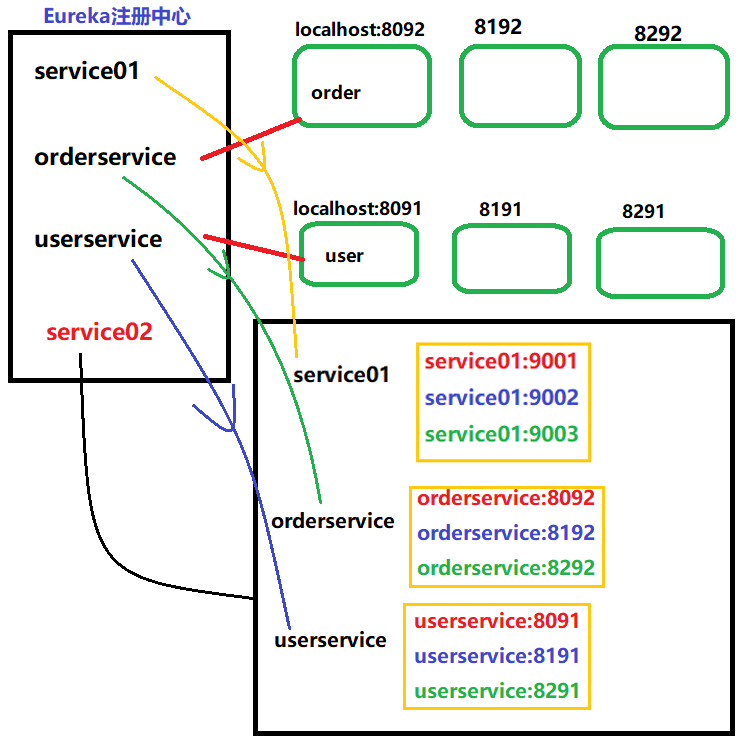 Eureka注册中心
service01
orderservice
userservice
service02
localhost:8092
8192
8292
order
localhost:8091
8191
8291
user
service01
service01:9001
service01:9002
service01:9003
orderservice
orderservice:8092
orderservice:8192
orderservice:8292
userservice
userservice:8091
userservice:8191
userservice:8291